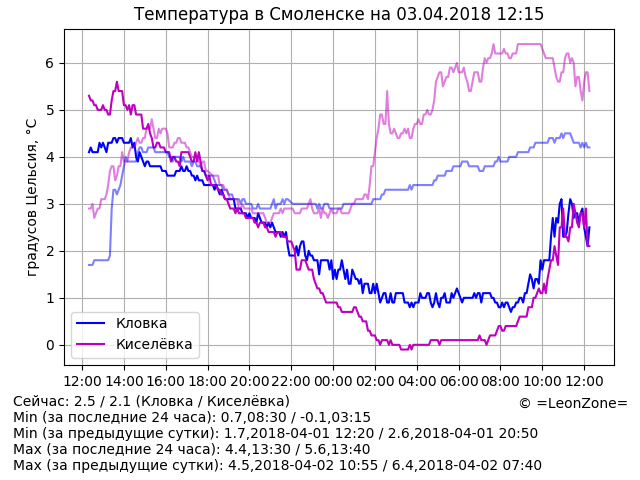 Температура в Смоленске на 03.04.2018 12:15
градусов Цельсия, °C
6
5
4
3
2
1
0
Кловка
Киселёвка
12:00 14:00 16:00 18:00 20:00 22:00 00:00 02:00 04:00 06:00 08:00 10:00 12:00
Сейчас: 2.5 / 2.1 (Кловка / Киселёвка)
© =LeonZone=
Min (за последние 24 часа): 0.7,08:30 / -0.1,03:15
Min (за предыдущие сутки): 1.7,2018-04-01 12:20 / 2.6,2018-04-01 20:50
Max (за последние 24 часа): 4.4,13:30 / 5.6,13:40
Max (за предыдущие сутки): 4.5,2018-04-02 10:55 / 6.4,2018-04-02 07:40